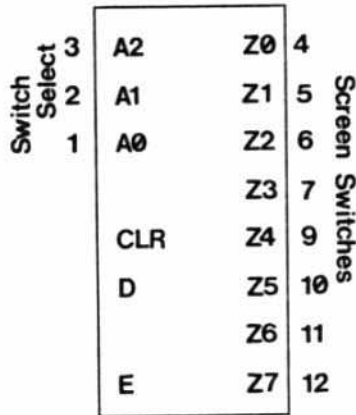 Switch
Select
3 A2 Z0 4
2 A1 Z1 5
1 A0 Z2 6
Z3 7
CLR Z4 9
D Z5 10
Z6 11
E Z7 12
Screen Switches